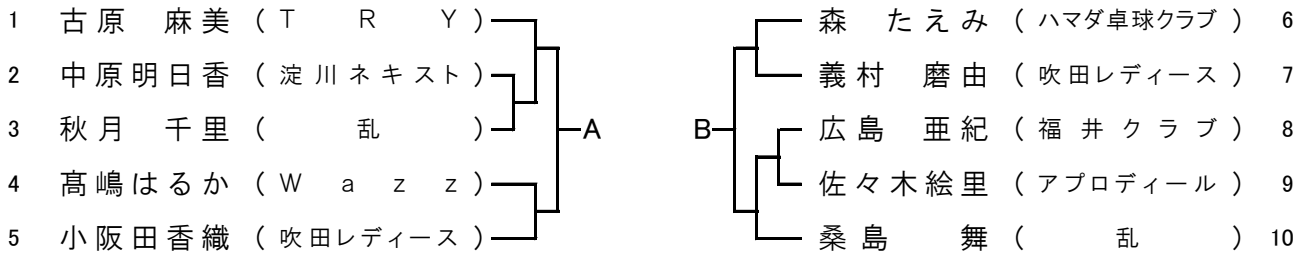 1 古原 麻美 (TRY)
2 中原明日香 (淀川ネキスト)
3 秋月 千里 (乱)
4 髙嶋はるか (Wazz)
5 小阪田香織 (吹田レディース)
A
B
森 たえみ (ハマダ卓球クラブ) 6
義村 磨由 (吹田レディース) 7
広島 亜紀 (福井クラブ) 8
佐々木絵里 (アプロディール) 9
桑島 舞 (乱) 10